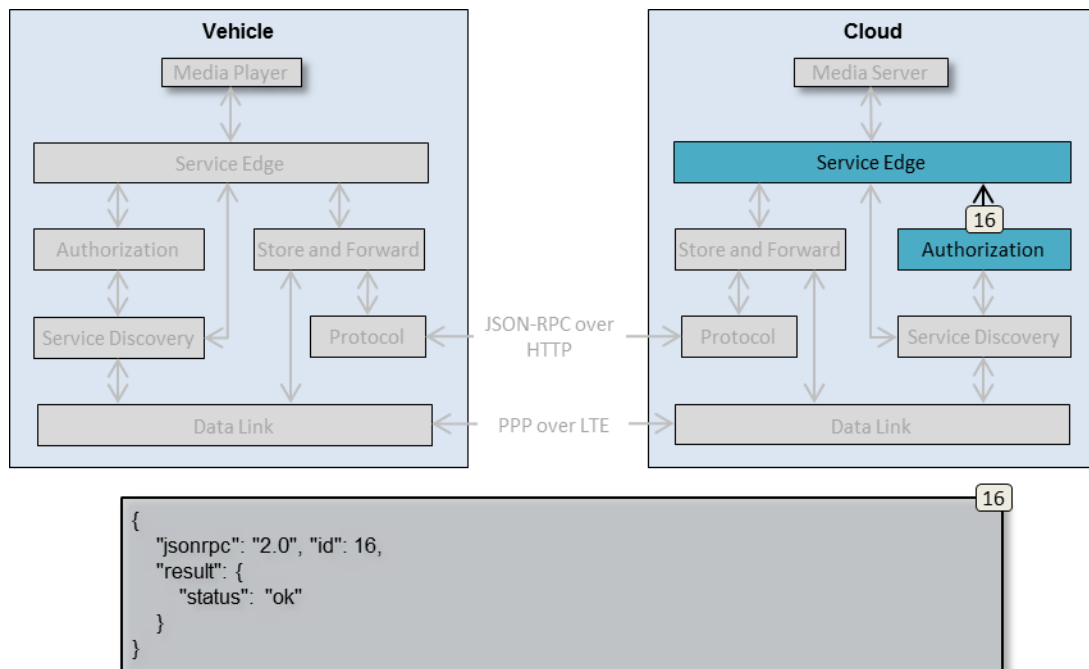 Vehicle
Media Player
Service Edge
Authorization
Store and Forward
Service Discovery
Protocol
Data Link
JSON-RPC over
HTTP
PPP over LTE
Cloud
Media Server
Service Edge
16
Store and Forward
Authorization
Protocol
Service Discovery
Data Link
16
{
"jsonrpc": "2.0", "id": 16,
"result": {
"status": "ok"
}
}